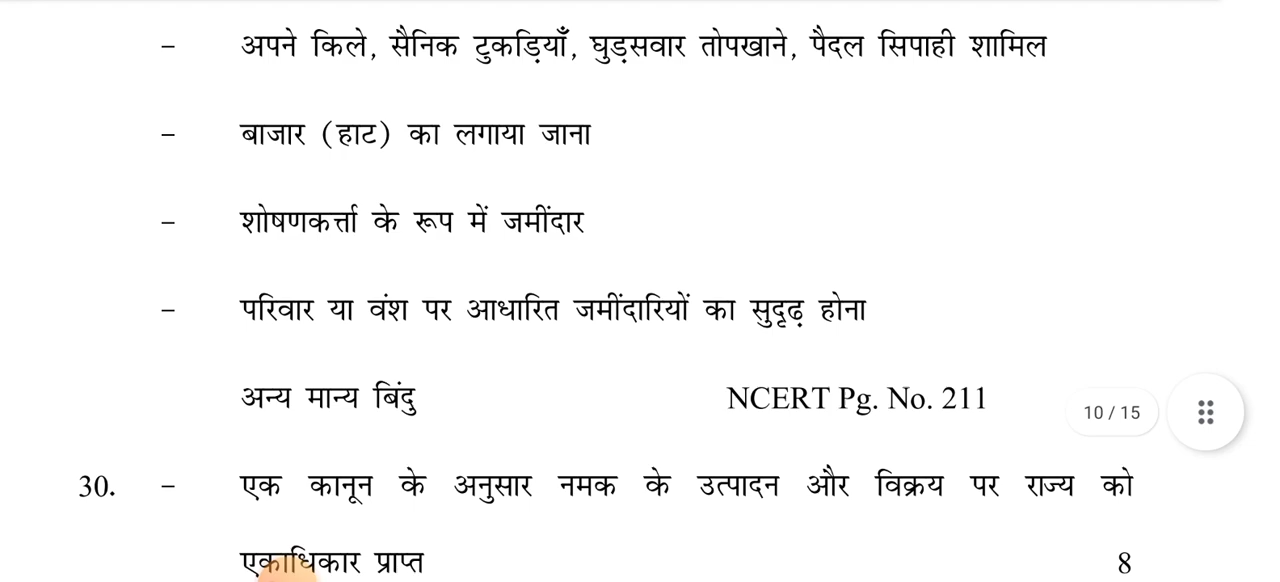 - अपने किले, सैनिक टुकड़ियाँ, घुड़सवार तोपखाने, पैदल सिपाही शामिल
- बाजार (हाट) का लगाया जाना
- शोषणकर्त्ता के रूप में जमींदार
- परिवार या वंश पर आधारित जमींदारियों का सुदृढ़ होना
अन्य मान्य बिंदु NCERT Pg. No. 211
10 / 15
30. - एक कानून के अनुसार नमक के उत्पादन और विक्रय पर राज्य को
एकाधिकार प्राप्त 8